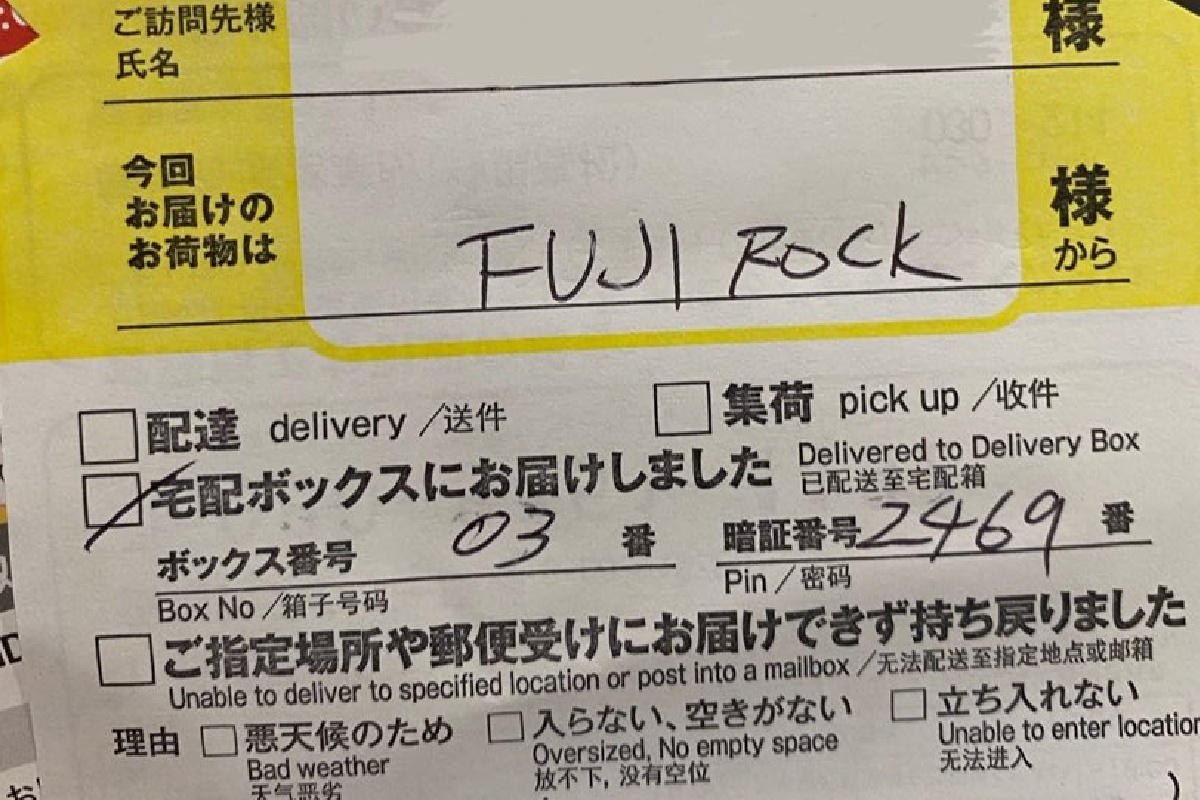 ご訪問先様
氏名
様
今回
お届けの
お荷物は
FUJI ROCK
様
から
配達 delivery /送件
集荷 pick up /收件
宅配ボックスにお届けしました Delivered to Delivery Box
已配送至宅配箱
ボックス番号 03 番
Box No /箱子号码
暗証番号 2469 番
Pin / 密码
ご指定場所や郵便受けにお届けできず持ち戻りました
Unable to deliver to specified location or post into a mailbox /无法配送至指定地点或邮箱
理由
悪天候のため
Bad weather
天气恶劣
入らない、空きがない
Oversized, No empty space
放不下, 没有空位
立ち入れない
Unable to enter location
无法进入
)
お